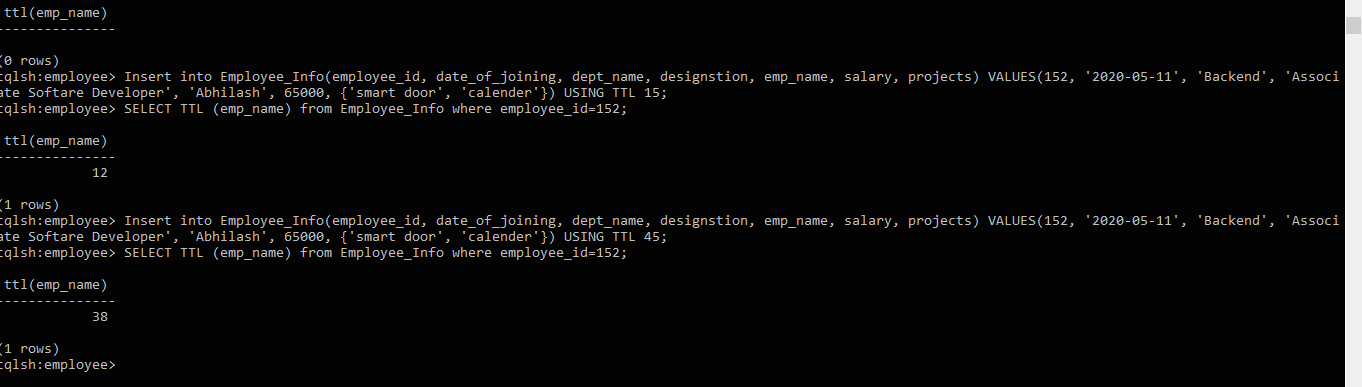 ttl(emp_name)
---------------
(0 rows)
cqlsh:employee> Insert into Employee_Info(employee_id, date_of_joining, dept_name, designstion, emp_name, salary, projects) VALUES(152, '2020-05-11', 'Backend', 'Associ
ate Softare Developer', 'Abhilash', 65000, {'smart door', 'calender'}) USING TTL 15;
cqlsh:employee> SELECT TTL (emp_name) from Employee_Info where employee_id=152;
ttl(emp_name)
---------------
12
(1 rows)
cqlsh:employee> Insert into Employee_Info(employee_id, date_of_joining, dept_name, designstion, emp_name, salary, projects) VALUES(152, '2020-05-11', 'Backend', 'Associ
ate Softare Developer', 'Abhilash', 65000, {'smart door', 'calender'}) USING TTL 45;
cqlsh:employee> SELECT TTL (emp_name) from Employee_Info where employee_id=152;
ttl(emp_name)
---------------
38
(1 rows)
cqlsh:employee>